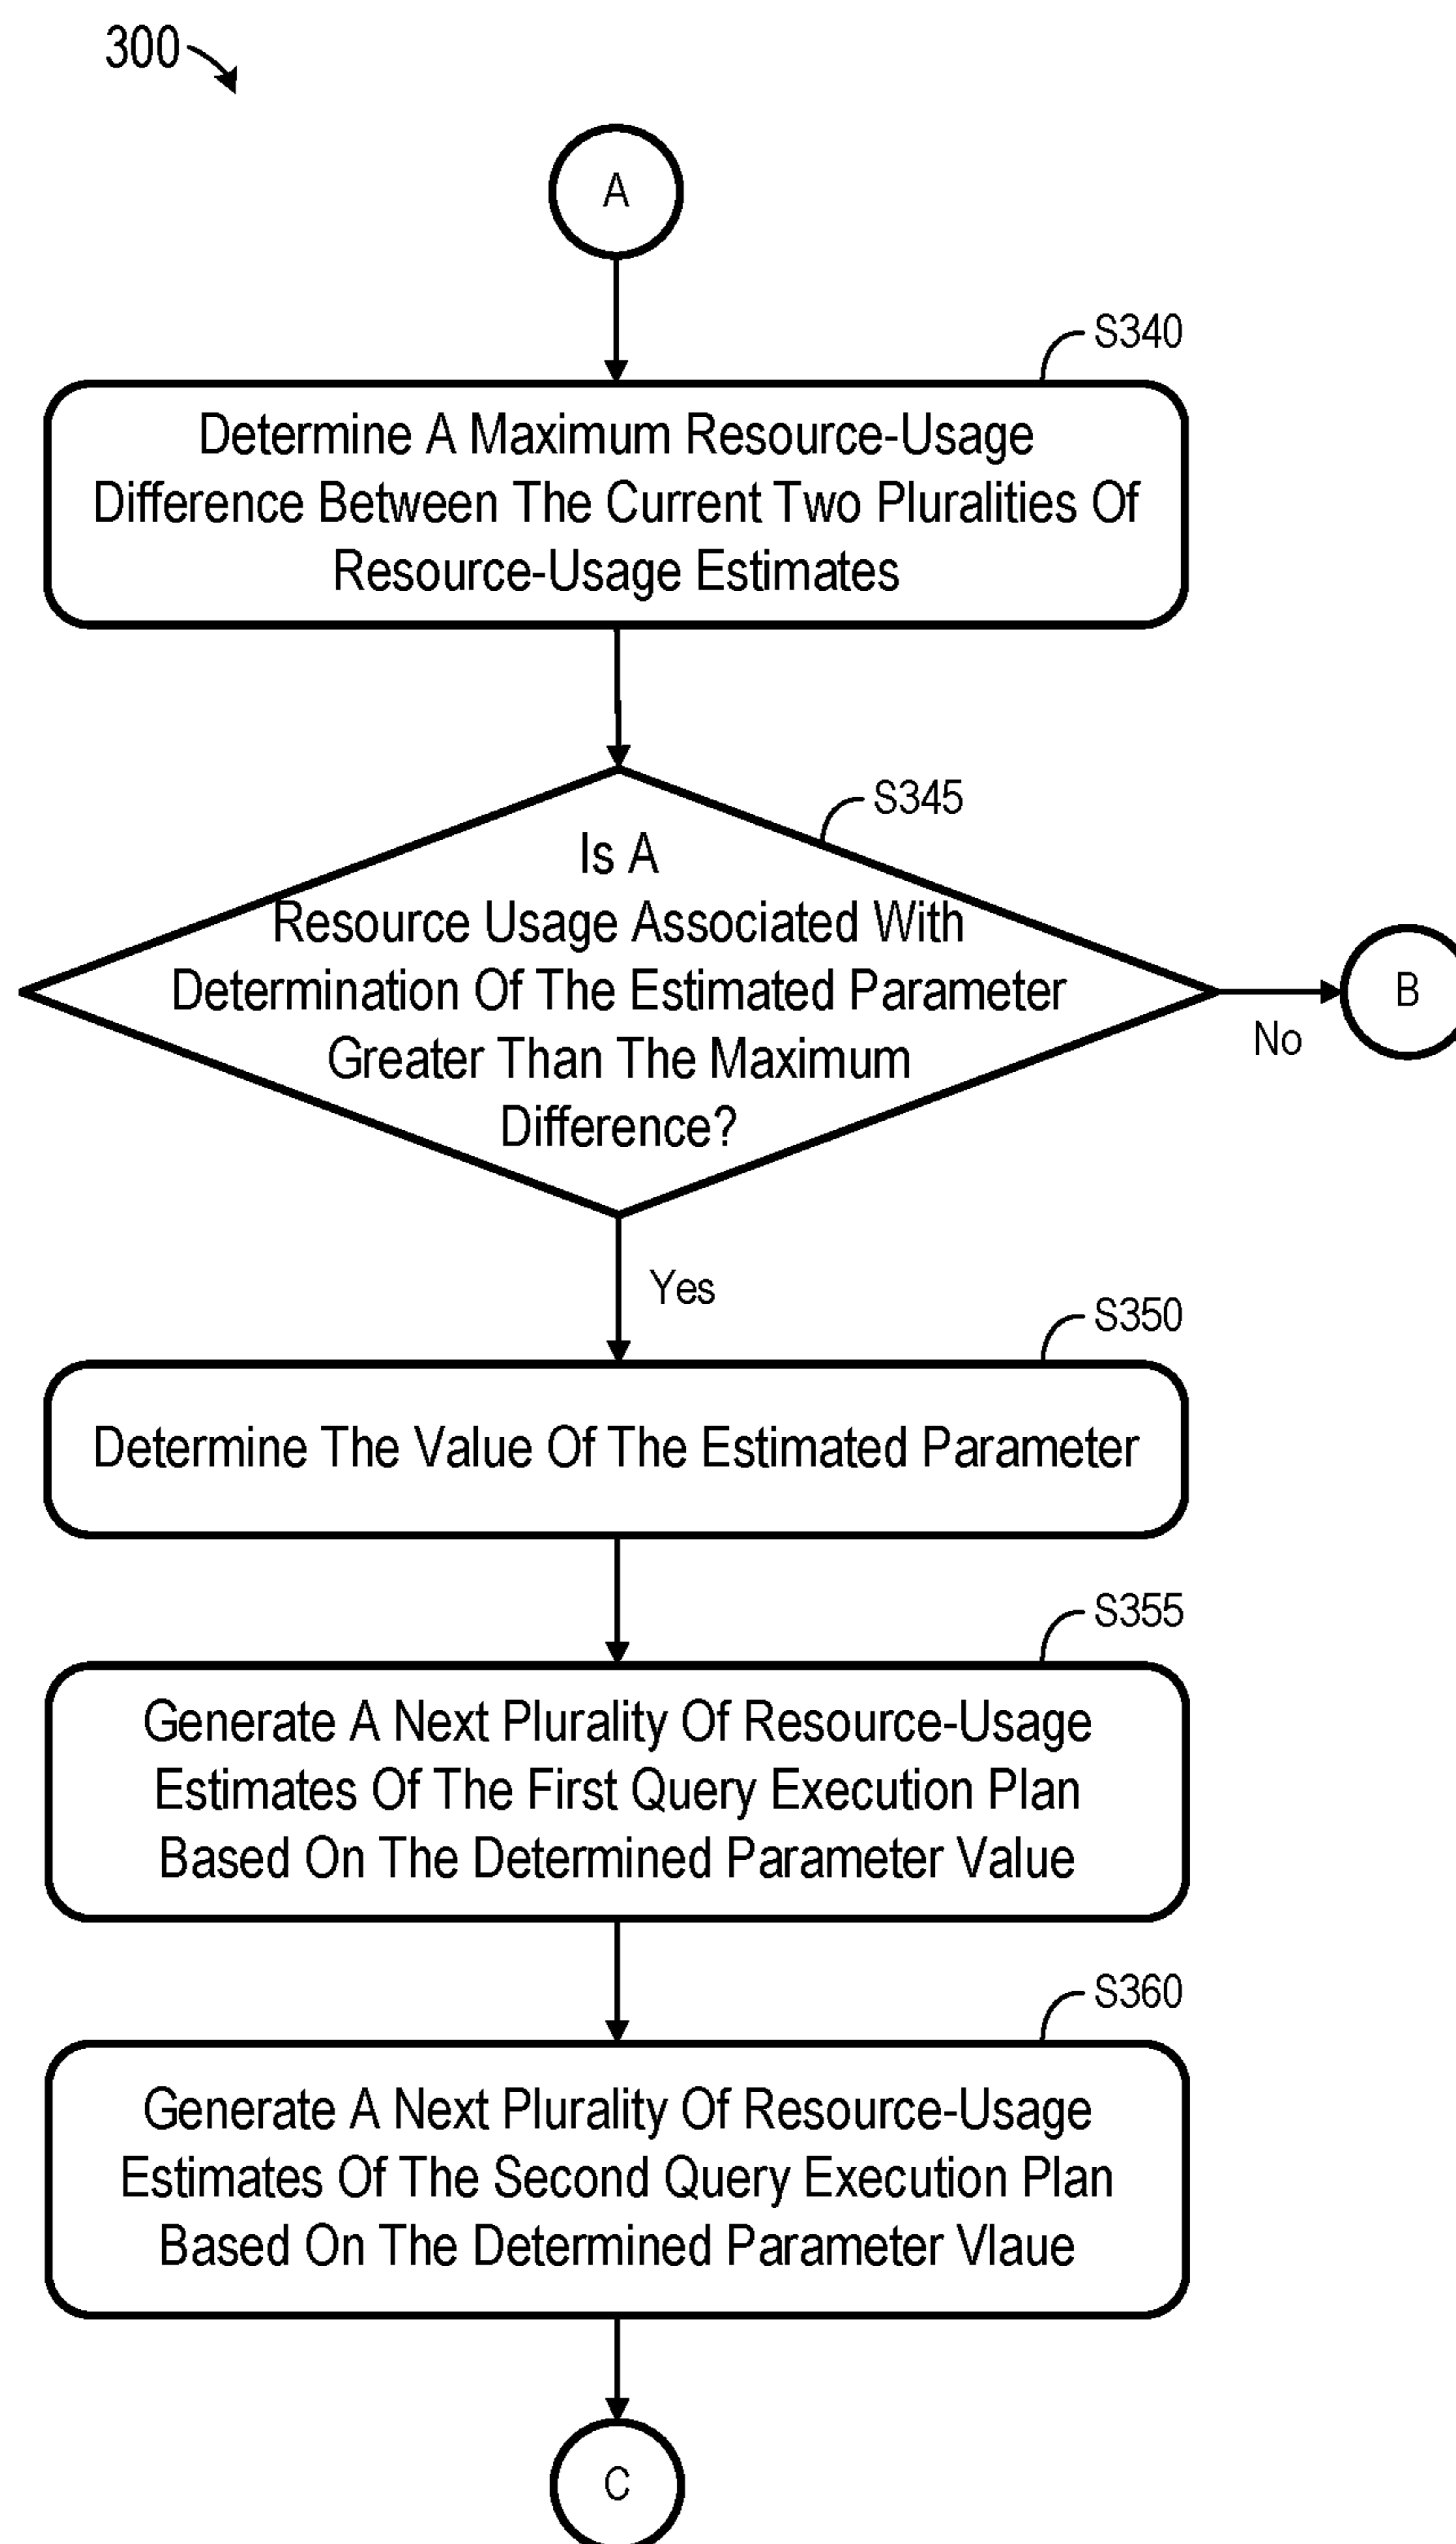 300
A
S340
Determine A Maximum Resource-Usage
Difference Between The Current Two Pluralities Of
Resource-Usage Estimates
S345
Is A
Resource Usage Associated With
Determination Of The Estimated Parameter
Greater Than The Maximum
Difference?
B
No
Yes
S350
Determine The Value Of The Estimated Parameter
S355
Generate A Next Plurality Of Resource-Usage
Estimates Of The First Query Execution Plan
Based On The Determined Parameter Value
S360
Generate A Next Plurality Of Resource-Usage
Estimates Of The Second Query Execution Plan
Based On The Determined Parameter Vlaue
C